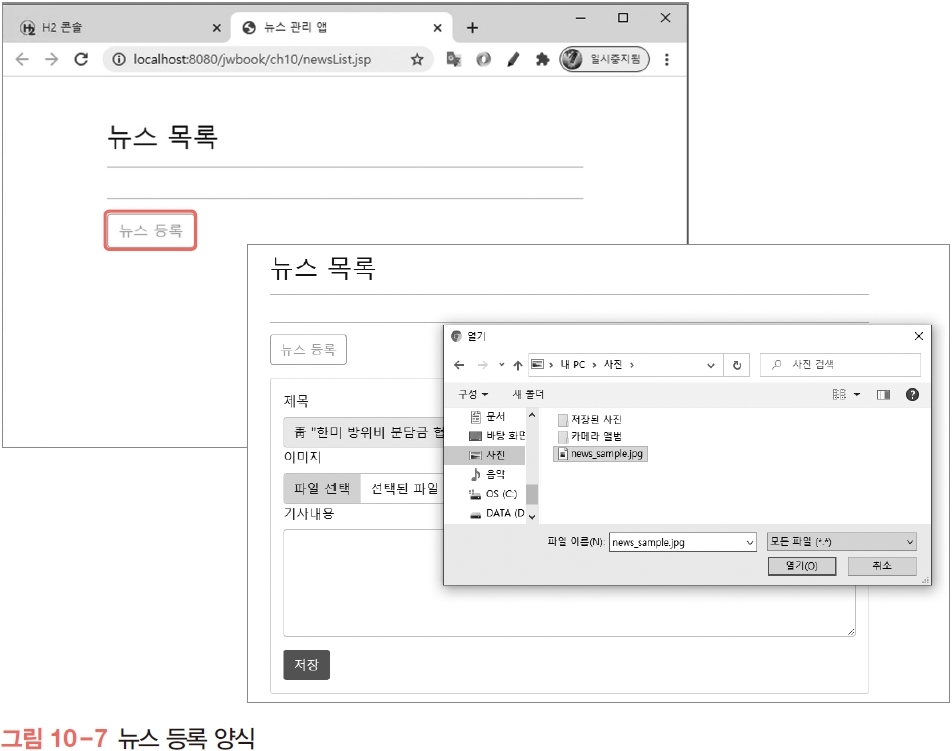 H2 콘솔
뉴스 관리 앱
localhost:8080/jwbook/ch10/newsList.jsp
일시중지됨
뉴스 목록
뉴스 등록
뉴스 목록
뉴스 등록
제목
靑 "한미 방위비 분담금 협
이미지
파일 선택 선택된 파일
기사내용
저장
열기
내 PC › 사진 ›
사진 검색
구성 새 폴더
문서
바탕 화면
사진
음악
OS (C:)
DATA (D
저장된 사진
카메라 앨범
news_sample.jpg
파일 이름(N): news_sample.jpg 모든 파일 (*.*)
열기(O) 취소
그림 10-7 뉴스 등록 양식